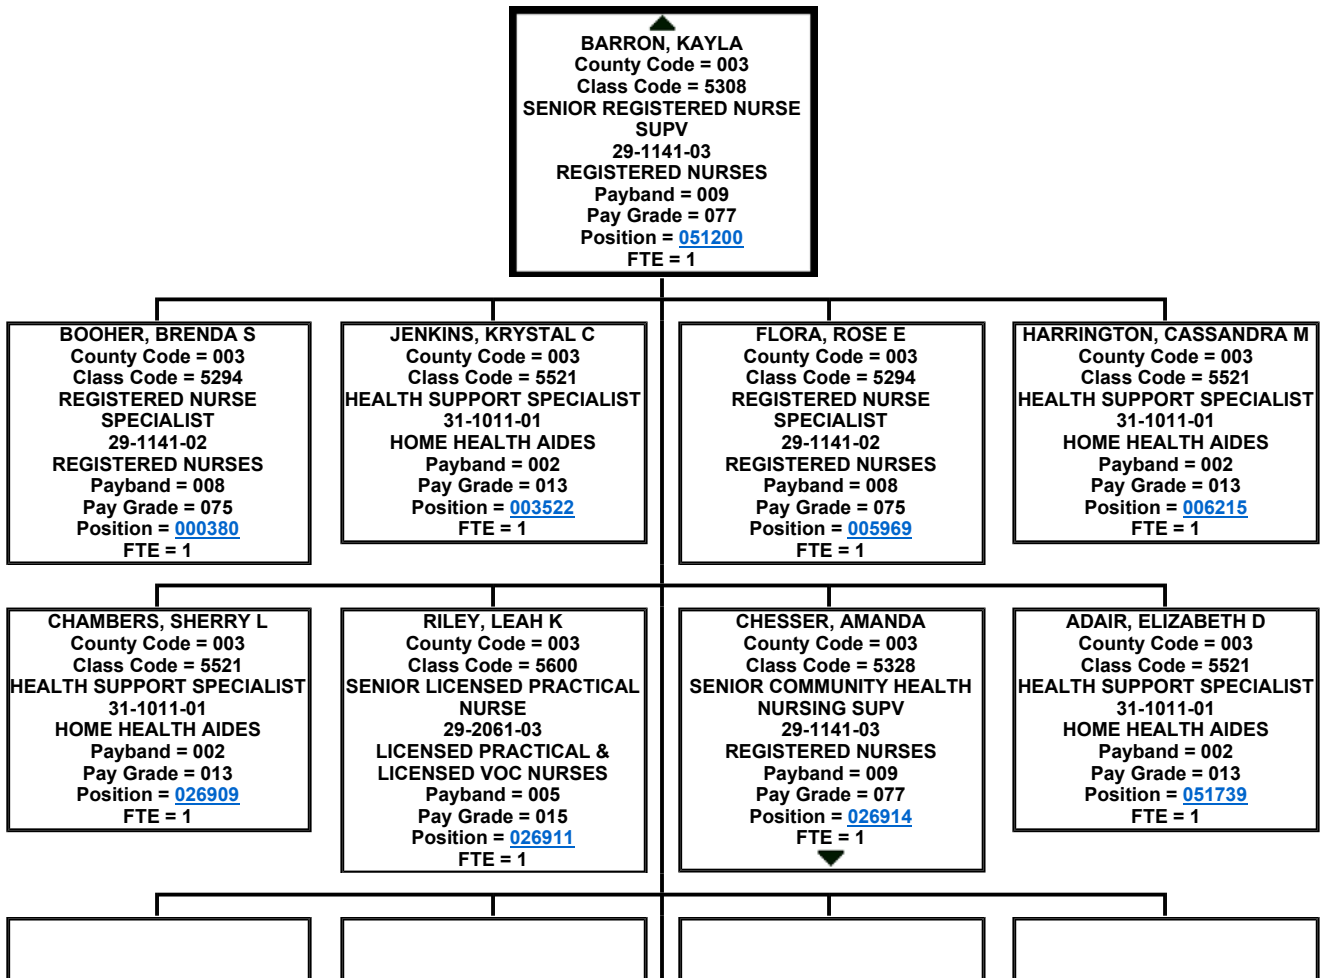 BARRON, KAYLA
County Code = 003
Class Code = 5308
SENIOR REGISTERED NURSE
SUPV
29-1141-03
REGISTERED NURSES
Payband = 009
Pay Grade = 077
Position = 051200
FTE = 1
BOOHER, BRENDA S
County Code = 003
Class Code = 5294
REGISTERED NURSE
SPECIALIST
29-1141-02
REGISTERED NURSES
Payband = 008
Pay Grade = 075
Position = 000380
FTE = 1
JENKINS, KRYSTAL C
County Code = 003
Class Code = 5521
HEALTH SUPPORT SPECIALIST
31-1011-01
HOME HEALTH AIDES
Payband = 002
Pay Grade = 013
Position = 003522
FTE = 1
FLORA, ROSE E
County Code = 003
Class Code = 5294
REGISTERED NURSE
SPECIALIST
29-1141-02
REGISTERED NURSES
Payband = 008
Pay Grade = 075
Position = 005969
FTE = 1
HARRINGTON, CASSANDRA M
County Code = 003
Class Code = 5521
HEALTH SUPPORT SPECIALIST
31-1011-01
HOME HEALTH AIDES
Payband = 002
Pay Grade = 013
Position = 006215
FTE = 1
CHAMBERS, SHERRY L
County Code = 003
Class Code = 5521
HEALTH SUPPORT SPECIALIST
31-1011-01
HOME HEALTH AIDES
Payband = 002
Pay Grade = 013
Position = 026909
FTE = 1
RILEY, LEAH K
County Code = 003
Class Code = 5600
SENIOR LICENSED PRACTICAL
NURSE
29-2061-03
LICENSED PRACTICAL &
LICENSED VOC NURSES
Payband = 005
Pay Grade = 015
Position = 026911
FTE = 1
CHESSER, AMANDA
County Code = 003
Class Code = 5328
SENIOR COMMUNITY HEALTH
NURSING SUPV
29-1141-03
REGISTERED NURSES
Payband = 009
Pay Grade = 077
Position = 026914
FTE = 1
ADAIR, ELIZABETH D
County Code = 003
Class Code = 5521
HEALTH SUPPORT SPECIALIST
31-1011-01
HOME HEALTH AIDES
Payband = 002
Pay Grade = 013
Position = 051739
FTE = 1